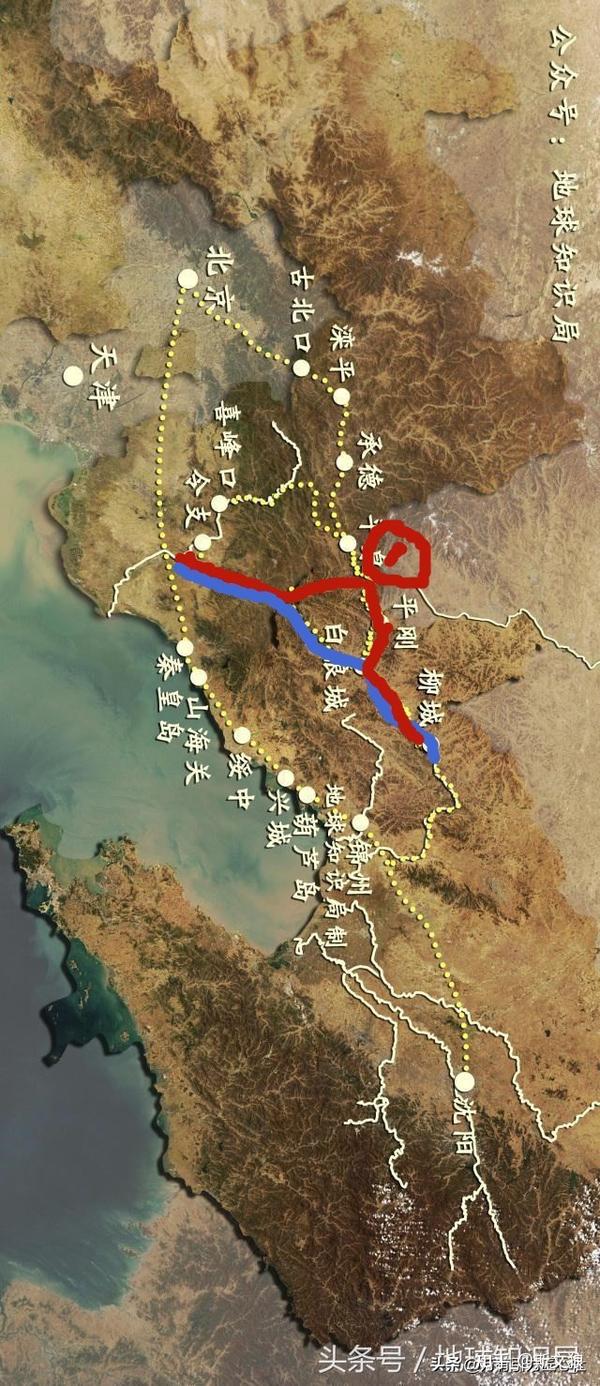 公众号：地球知识局
北京
古北口
滦平
天津
承德
喜峰口
令支
平刚
白狼城
柳城
秦皇岛
山海关
绥中
兴城
葫芦岛
锦州
地球知识局制
沈阳
头条号 / 地球知识局